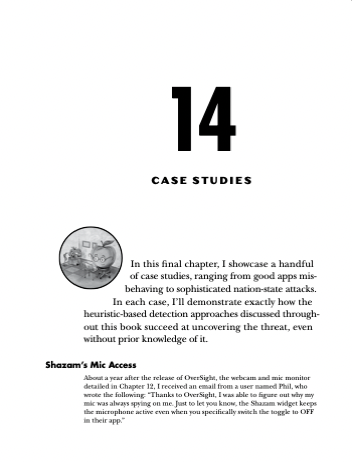 14
CASE STUDIES
In this final chapter, I showcase a handful
of case studies, ranging from good apps mis-
behaving to sophisticated nation-state attacks.
In each case, I'll demonstrate exactly how the
heuristic-based detection approaches discussed through-
out this book succeed at uncovering the threat, even
without prior knowledge of it.
Shazam's Mic Access
About a year after the release of OverSight, the webcam and mic monitor
detailed in Chapter 12, I received an email from a user named Phil, who
wrote the following: "Thanks to OverSight, I was able to figure out why my
mic was always spying on me. Just to let you know, the Shazam widget keeps
the microphone active even when you specifically switch the toggle to OFF
in their app."